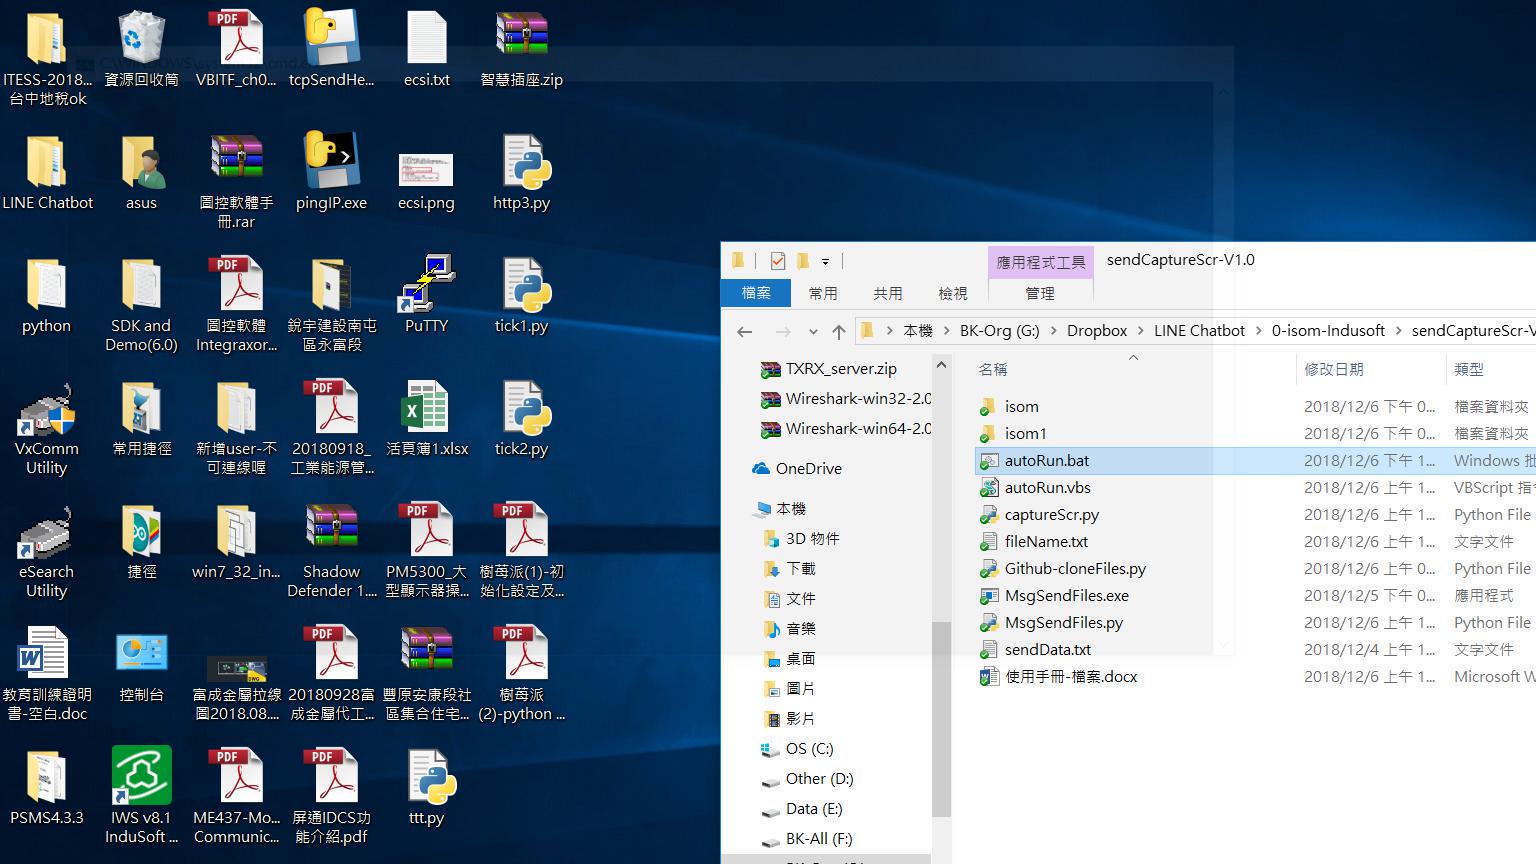 ITESS-2018...
台中地稅ok
資源回收筒
VBITF_ch0...
tcpSendHe...
ecsi.txt
智慧插座.zip
LINE Chatbot
asus
圖控軟體手
冊.rar
pingIP.exe
ecsi.png
http3.py
python
SDK and
Demo(6.0)
圖控軟體
Integraxor...
銳宇建設南屯
區永富段
PuTTY
tick1.py
VxComm
Utility
常用捷徑
新增user-不
可連線喔
20180918_
工業能源管...
活頁簿1.xlsx
tick2.py
eSearch
Utility
捷徑
win7_32_in...
Shadow
Defender 1....
PM5300_大
型顯示器操...
樹苺派(1)-初
始化設定及...
教育訓練證明
書-空白.doc
控制台
富成金屬拉線
圖2018.08....
20180928富
成金屬代工...
豐原安康段社
區集合住宅...
樹苺派
(2)-python ...
PSMS4.3.3
IWS v8.1
InduSoft ...
ME437-Mo...
Communic...
屏通IDCS功
能介紹.pdf
ttt.py
應用程式工具
sendCaptureScr-V1.0
檔案
常用
共用
檢視
管理
本機 > BK-Org (G:) > Dropbox > LINE Chatbot > 0-isom-Indusoft > sendCaptureScr-V
TXRX_server.zip
Wireshark-win32-2.0
Wireshark-win64-2.0
OneDrive
本機
3D 物件
下載
文件
音樂
桌面
圖片
影片
OS (C:)
Other (D:)
Data (E:)
BK-All (F:)
名稱 修改日期 類型
isom 2018/12/6 下午 0... 檔案資料夾
isom1 2018/12/6 下午 0... 檔案資料夾
autoRun.bat 2018/12/6 下午 1... Windows 批
autoRun.vbs 2018/12/6 上午 1... VBScript 指令
captureScr.py 2018/12/6 上午 1... Python File
fileName.txt 2018/12/6 上午 1... 文字文件
Github-cloneFiles.py 2018/12/6 上午 0... Python File
MsgSendFiles.exe 2018/12/5 下午 0... 應用程式
MsgSendFiles.py 2018/12/6 上午 1... Python File
sendData.txt 2018/12/4 上午 1... 文字文件
使用手冊-檔案.docx 2018/12/6 上午 1... Microsoft W